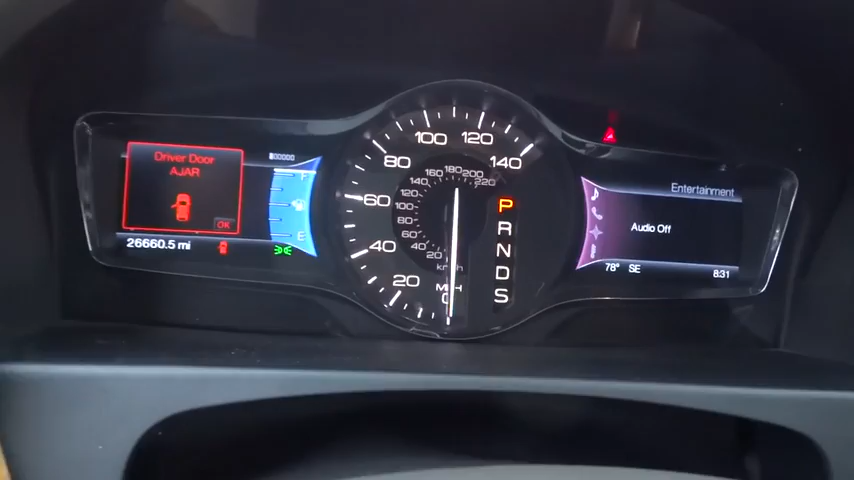 Driver Door
AJAR
OK
26660.5 mi
F
E
20
40
60
80
100
120
140
20
40
60
80
100
120
140
160
180
200
220
km/h
MPH
0
P
R
N
D
S
Entertainment
Audio Off
78° SE
8:31